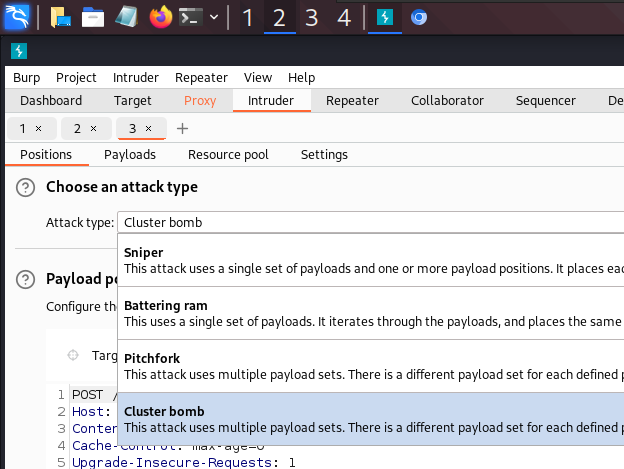 1 2 3 4
Burp Project Intruder Repeater View Help
Dashboard Target Proxy Intruder Repeater Collaborator Sequencer De
1 × 2 × 3 × +
Positions Payloads Resource pool Settings
? Choose an attack type
Attack type: Cluster bomb
Sniper
This attack uses a single set of payloads and one or more payload positions. It places eac
? Payload po
Battering ram
Configure the
This uses a single set of payloads. It iterates through the payloads, and places the same
Pitchfork
Targ
This attack uses multiple payload sets. There is a different payload set for each defined p
1 POST /
Cluster bomb
2 Host:
This attack uses multiple payload sets. There is a different payload set for each defined p
3 Conten
4 Cache-Control: max-age=0
5 Upgrade-Insecure-Requests: 1